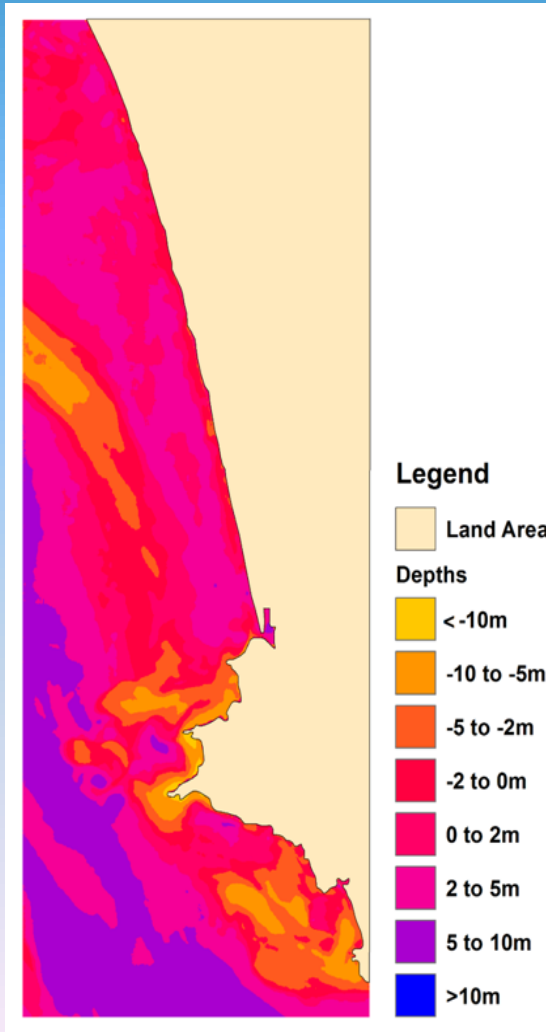 Legend
Land Area
Depths
< -10m
-10 to -5m
-5 to -2m
-2 to 0m
0 to 2m
2 to 5m
5 to 10m
>10m